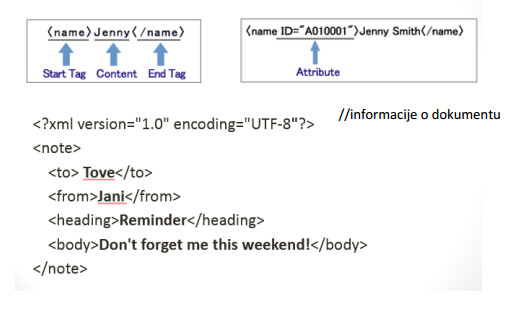 <name>Jenny</name>
Start Tag Content End Tag
<name ID="A010001">Jenny Smith</name>
Attribute
//informacije o dokumentu
<?xml version="1.0" encoding="UTF-8"?>
<note>
<to> Tove</to>
<from>Jani</from>
<heading>Reminder</heading>
<body>Don't forget me this weekend!</body>
</note>